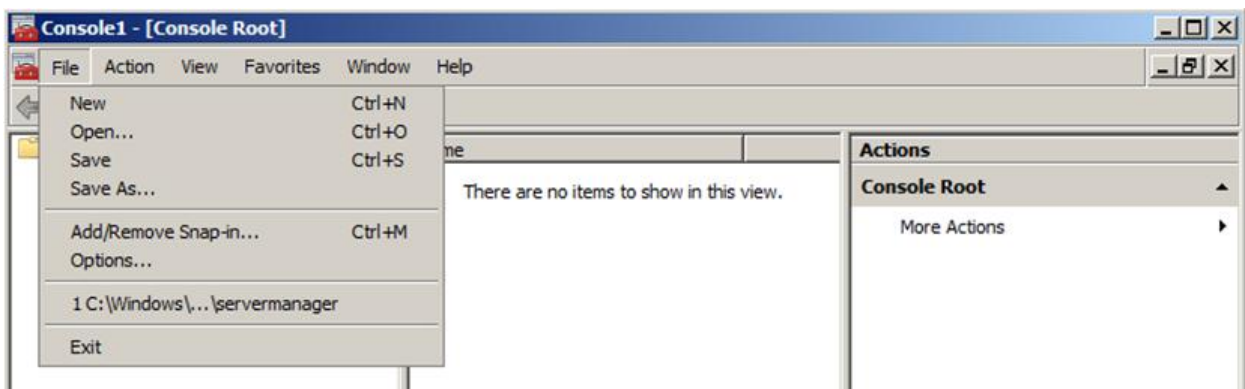 Console1 - [Console Root]
File Action View Favorites Window Help
New Ctrl+N
Open... Ctrl+O
Save Ctrl+S
Save As...
Add/Remove Snap-in... Ctrl+M
Options...
1 C:\Windows\...\servermanager
Exit
me
There are no items to show in this view.
Actions
Console Root
More Actions